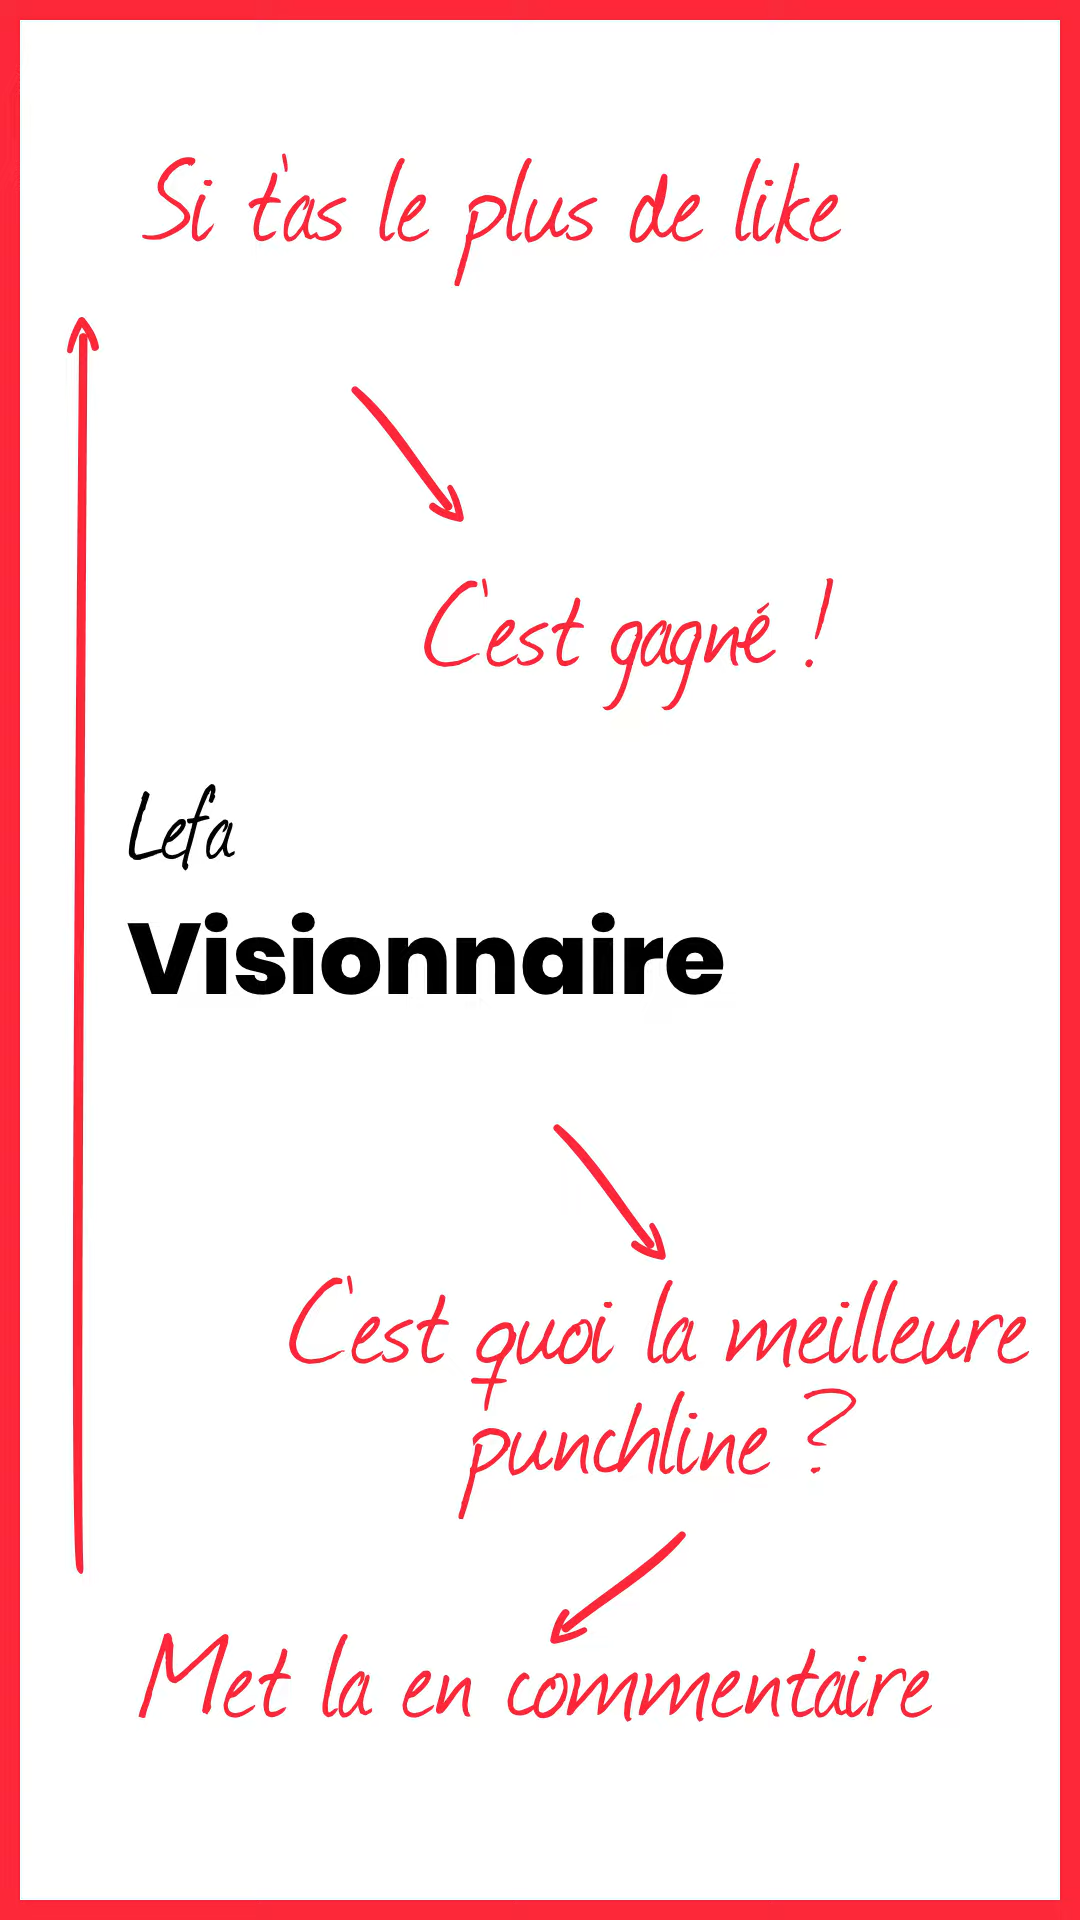 Si t'as le plus de like
C'est gagné !
Lefa
Visionnaire
C'est quoi la meilleure
punchline ?
Met la en commentaire